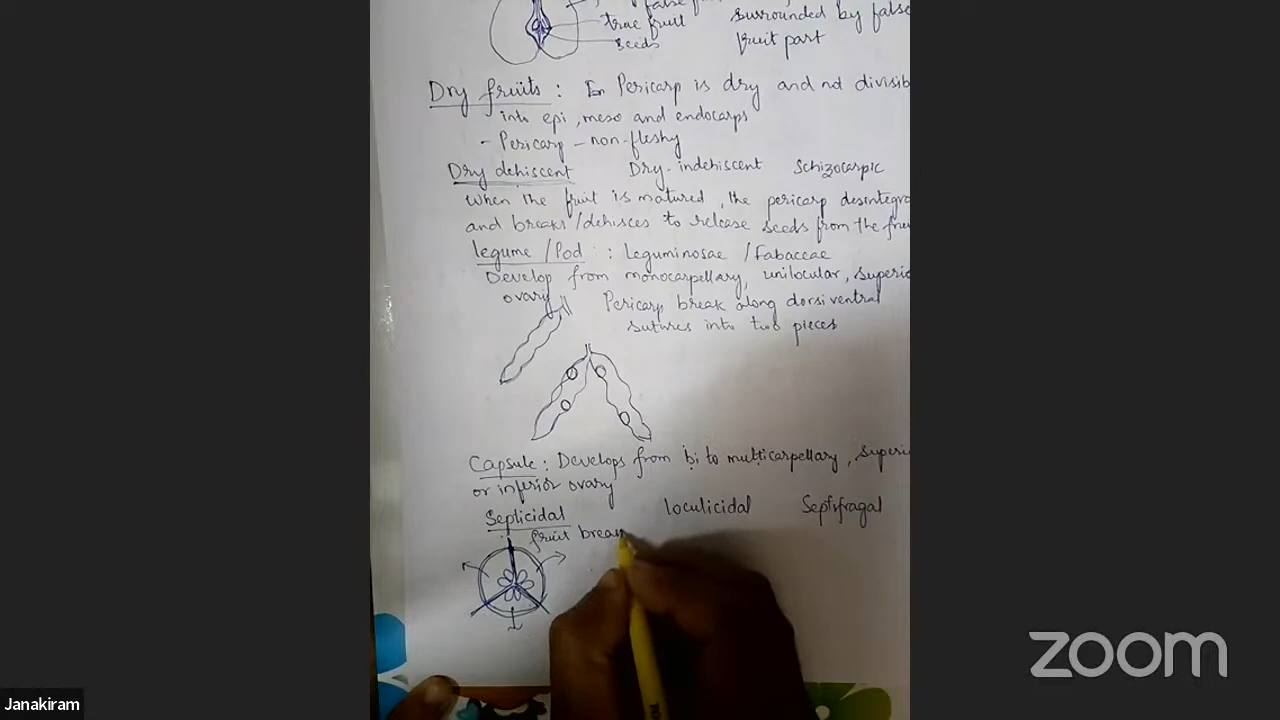 false
true fruit
surrounded by false
seeds
fruit part
Dry fruits : Pericarp is dry and not divisib
into epi, meso and endocarps
- Pericarp - non-fleshy
Dry dehiscent Dry-indehiscent Schizocarpic
When the fruit is matured, the pericarp desintegra
and breaks/dehisces to release seeds from the frui
legume /Pod : Leguminosae /Fabaceae
Develop from monocarpellary, unilocular, superio
ovary
Pericarp break along dorsiventral
sutures into two pieces
Capsule : Develops from bi to multicarpellary, superi
or inferior ovary
Septicidal loculicidal Septifragal
fruit break
zoom
Janakiram